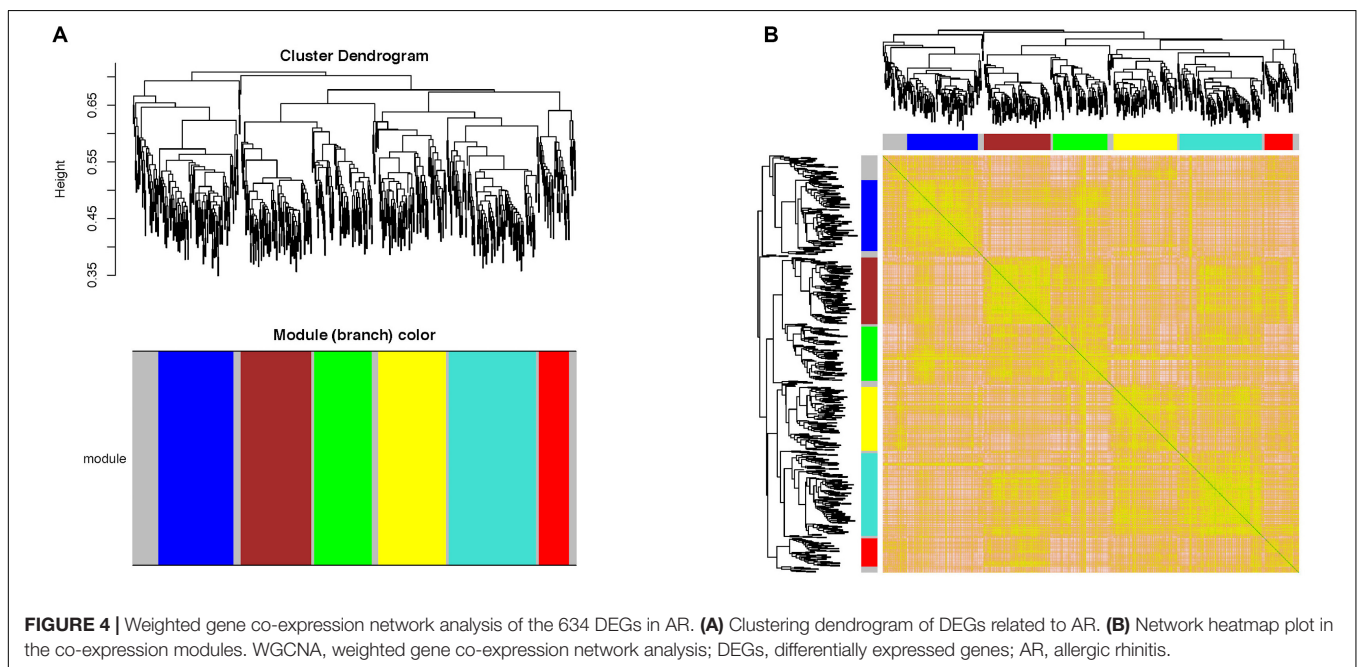 A
Cluster Dendrogram
Height
0.65
0.55
0.45
0.35
Module (branch) color
module
B
FIGURE 4 | Weighted gene co-expression network analysis of the 634 DEGs in AR. (A) Clustering dendrogram of DEGs related to AR. (B) Network heatmap plot in
the co-expression modules. WGCNA, weighted gene co-expression network analysis; DEGs, differentially expressed genes; AR, allergic rhinitis.